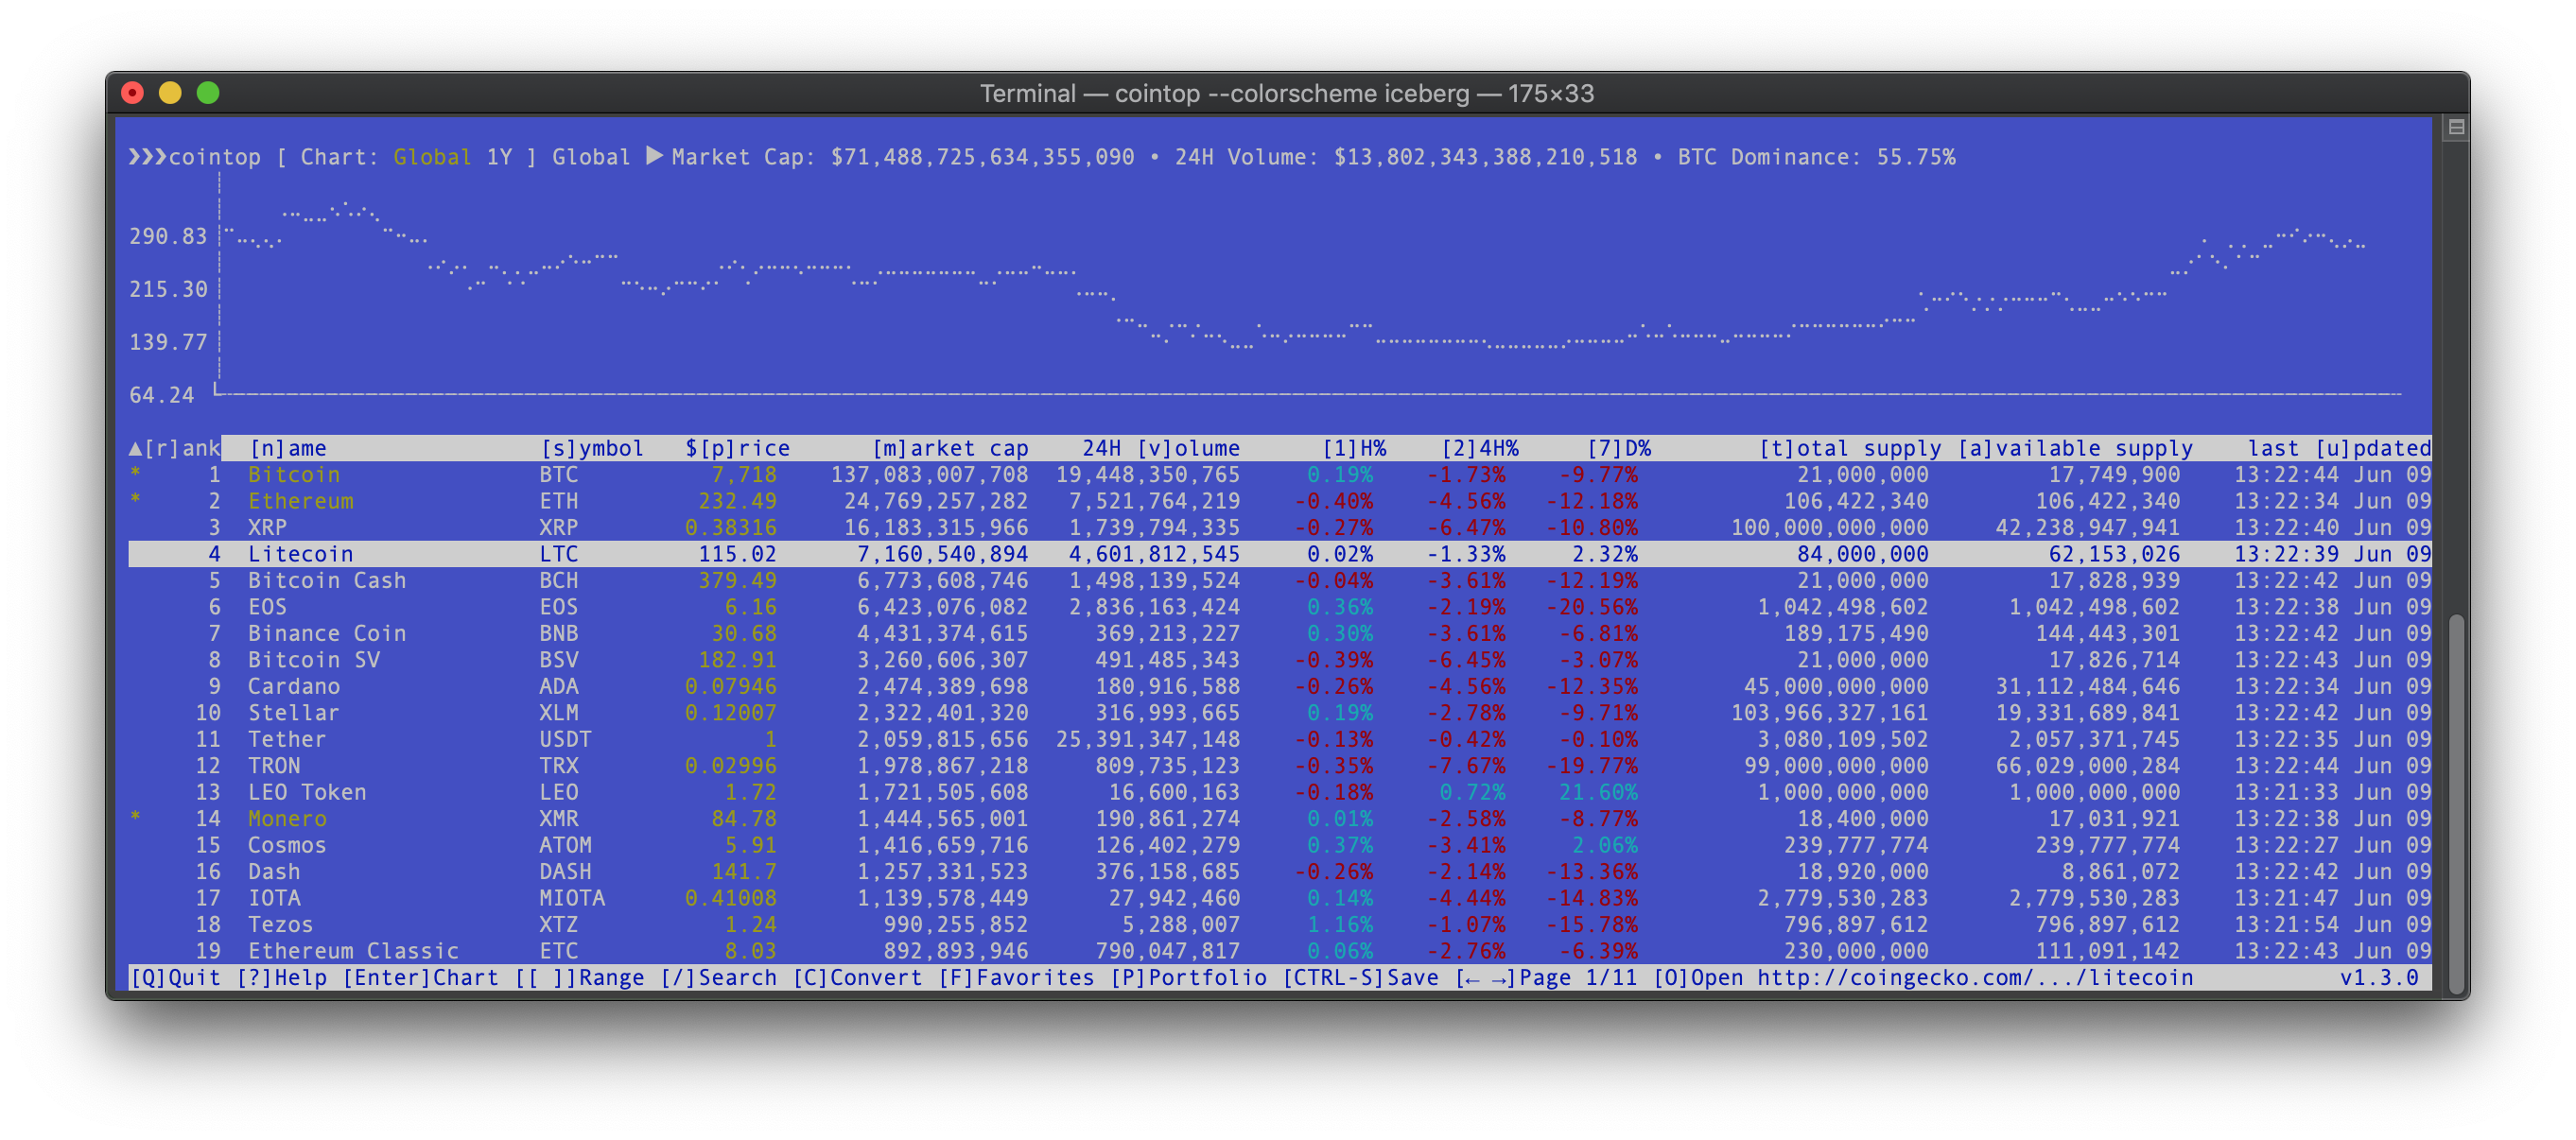 Terminal — cointop --colorscheme iceberg — 175×33
❯❯❯cointop [ Chart: Global 1Y ] Global ▶ Market Cap: $71,488,725,634,355,090 • 24H Volume: $13,802,343,388,210,518 • BTC Dominance: 55.75%
290.83
215.30
139.77
64.24
▲[r]ank [n]ame [s]ymbol $[p]rice [m]arket cap 24H [v]olume [1]H% [2]4H% [7]D% [t]otal supply [a]vailable supply last [u]pdated
* 1 Bitcoin BTC 7,718 137,083,007,708 19,448,350,765 0.19% -1.73% -9.77% 21,000,000 17,749,900 13:22:44 Jun 09
* 2 Ethereum ETH 232.49 24,769,257,282 7,521,764,219 -0.40% -4.56% -12.18% 106,422,340 106,422,340 13:22:34 Jun 09
3 XRP XRP 0.38316 16,183,315,966 1,739,794,335 -0.27% -6.47% -10.80% 100,000,000,000 42,238,947,941 13:22:40 Jun 09
4 Litecoin LTC 115.02 7,160,540,894 4,601,812,545 0.02% -1.33% 2.32% 84,000,000 62,153,026 13:22:39 Jun 09
5 Bitcoin Cash BCH 379.49 6,773,608,746 1,498,139,524 -0.04% -3.61% -12.19% 21,000,000 17,828,939 13:22:42 Jun 09
6 EOS EOS 6.16 6,423,076,082 2,836,163,424 0.36% -2.19% -20.56% 1,042,498,602 1,042,498,602 13:22:38 Jun 09
7 Binance Coin BNB 30.68 4,431,374,615 369,213,227 0.30% -3.61% -6.81% 189,175,490 144,443,301 13:22:42 Jun 09
8 Bitcoin SV BSV 182.91 3,260,606,307 491,485,343 -0.39% -6.45% -3.07% 21,000,000 17,826,714 13:22:43 Jun 09
9 Cardano ADA 0.07946 2,474,389,698 180,916,588 -0.26% -4.56% -12.35% 45,000,000,000 31,112,484,646 13:22:34 Jun 09
10 Stellar XLM 0.12007 2,322,401,320 316,993,665 0.19% -2.78% -9.71% 103,966,327,161 19,331,689,841 13:22:42 Jun 09
11 Tether USDT 1 2,059,815,656 25,391,347,148 -0.13% -0.42% -0.10% 3,080,109,502 2,057,371,745 13:22:35 Jun 09
12 TRON TRX 0.02996 1,978,867,218 809,735,123 -0.35% -7.67% -19.77% 99,000,000,000 66,029,000,284 13:22:44 Jun 09
13 LEO Token LEO 1.72 1,721,505,608 16,600,163 -0.18% 0.72% 21.60% 1,000,000,000 1,000,000,000 13:21:33 Jun 09
* 14 Monero XMR 84.78 1,444,565,001 190,861,274 0.01% -2.58% -8.77% 18,400,000 17,031,921 13:22:38 Jun 09
15 Cosmos ATOM 5.91 1,416,659,716 126,402,279 0.37% -3.41% 2.06% 239,777,774 239,777,774 13:22:27 Jun 09
16 Dash DASH 141.7 1,257,331,523 376,158,685 -0.26% -2.14% -13.36% 18,920,000 8,861,072 13:22:42 Jun 09
17 IOTA MIOTA 0.41008 1,139,578,449 27,942,460 0.14% -4.44% -14.83% 2,779,530,283 2,779,530,283 13:21:47 Jun 09
18 Tezos XTZ 1.24 990,255,852 5,288,007 1.16% -1.07% -15.78% 796,897,612 796,897,612 13:21:54 Jun 09
19 Ethereum Classic ETC 8.03 892,893,946 790,047,817 0.06% -2.76% -6.39% 230,000,000 111,091,142 13:22:43 Jun 09
[Q]Quit [?]Help [Enter]Chart [[ ]]Range [/]Search [C]Convert [F]Favorites [P]Portfolio [CTRL-S]Save [← →]Page 1/11 [O]Open http://coingecko.com/.../litecoin v1.3.0